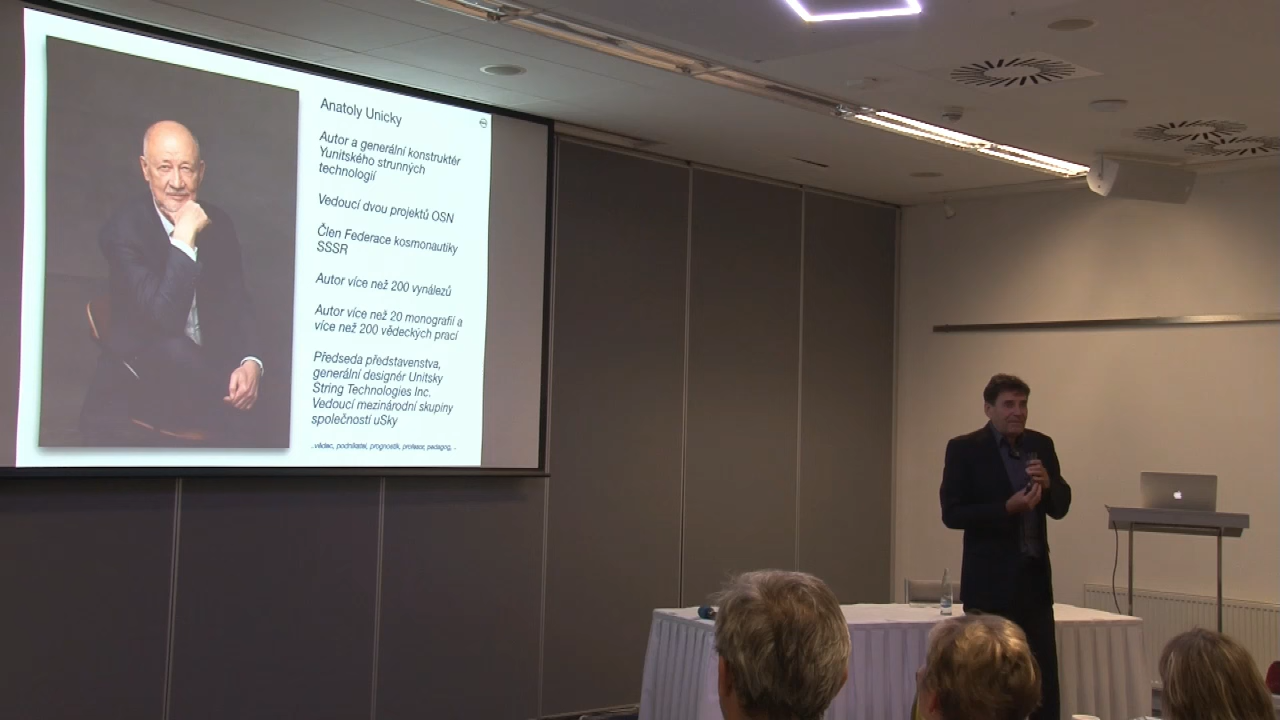 Anatoly Unicky
Autor a generální konstruktér
Yunitského strunných
technologií
Vedoucí dvou projektů OSN
Člen Federace kosmonautiky
SSSR
Autor více než 200 vynálezů
Autor více než 20 monografií a
více než 200 vědeckých prací
Předseda představenstva,
generální designér Unitsky
String Technologies Inc.
Vedoucí mezinárodní skupiny
společností uSky
..vědec, podnikatel, prognostik, profesor, pedagog, ..